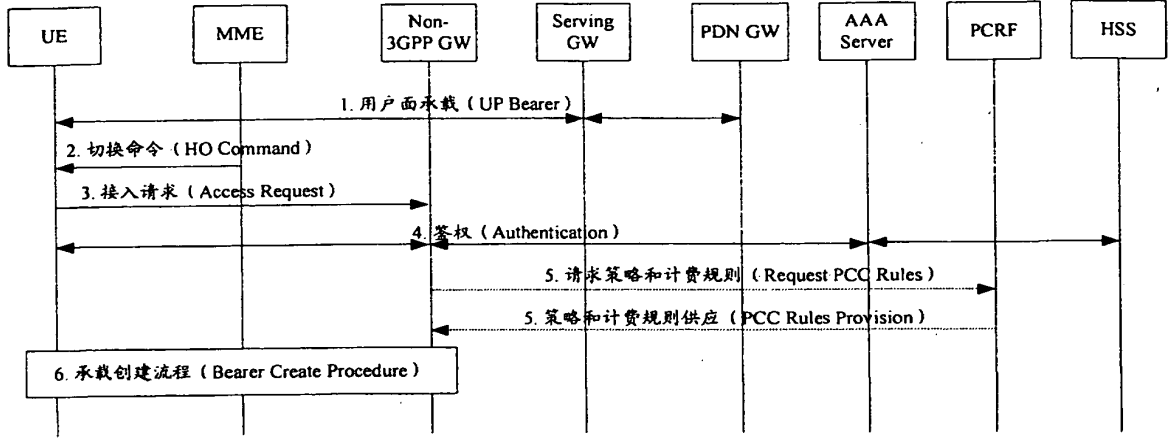 UE
MME
Non-
3GPP GW
Serving
GW
PDN GW
AAA
Server
PCRF
HSS
1. 用户面承载（UP Bearer）
2. 切换命令（HO Command）
3. 接入请求（Access Request）
4. 鉴权（Authentication）
5. 请求策略和计费规则（Request PCC Rules）
5. 策略和计费规则供应（PCC Rules Provision）
6. 承载创建流程（Bearer Create Procedure）